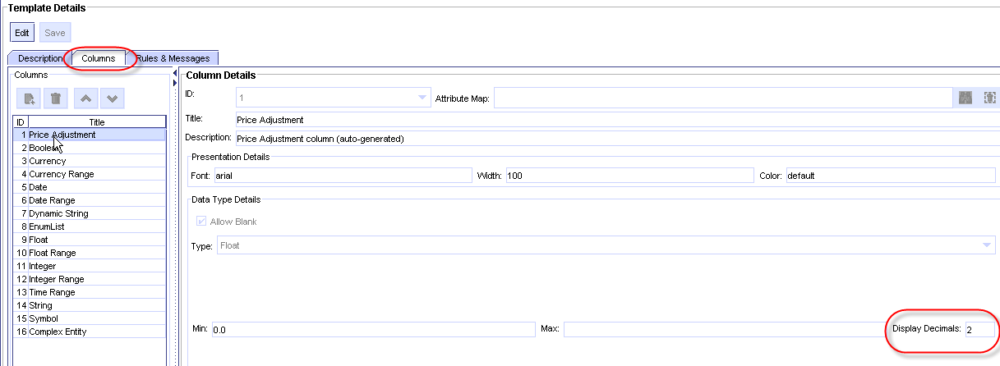 Template Details
Edit Save
Description Columns Rules & Messages
Columns
ID Title
1 Price Adjustment
2 Boolean
3 Currency
4 Currency Range
5 Date
6 Date Range
7 Dynamic String
8 EnumList
9 Float
10 Float Range
11 Integer
12 Integer Range
13 Time Range
14 String
15 Symbol
16 Complex Entity
Column Details
ID: 1 Attribute Map:
Title: Price Adjustment
Description: Price Adjustment column (auto-generated)
Presentation Details
Font: arial Width: 100 Color: default
Data Type Details
Allow Blank
Type: Float
Min: 0.0 Max: Display Decimals: 2